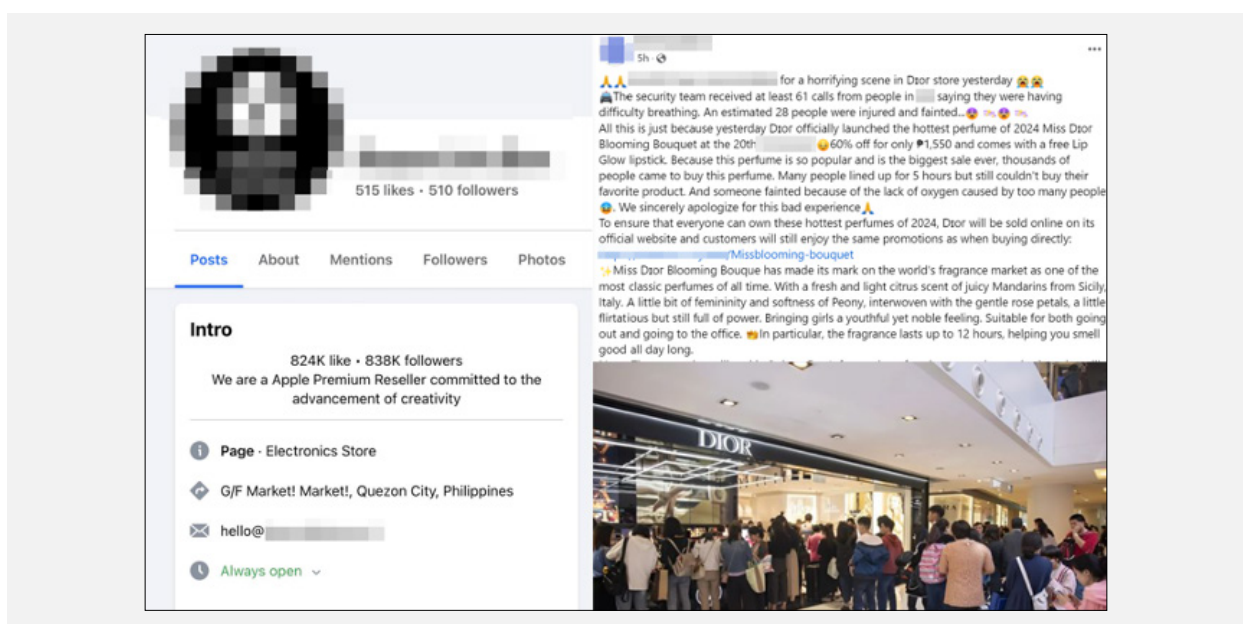 515 likes • 510 followers
Posts About Mentions Followers Photos
Intro
824K like • 838K followers
We are a Apple Premium Reseller committed to the
advancement of creativity
Page · Electronics Store
G/F Market! Market!, Quezon City, Philippines
hello@
Always open
5h
🙏🙏 for a horrifying scene in Dɪor store yesterday 😭😭
🚔The security team received at least 61 calls from people in saying they were having
difficulty breathing. An estimated 28 people were injured and fainted...
All this is just because yesterday Dɪor officially launched the hottest perfume of 2024 Miss Dɪor
Blooming Bouquet at the 20th 60% off for only ₱1,550 and comes with a free Lip
Glow lipstick. Because this perfume is so popular and is the biggest sale ever, thousands of
people came to buy this perfume. Many people lined up for 5 hours but still couldn't buy their
favorite product. And someone fainted because of the lack of oxygen caused by too many people
. We sincerely apologize for this bad experience🙏
To ensure that everyone can own these hottest perfumes of 2024, Dɪor will be sold online on its
official website and customers will still enjoy the same promotions as when buying directly:
/Missblooming-bouquet
✨Miss Dɪor Blooming Bouque has made its mark on the world's fragrance market as one of the
most classic perfumes of all time. With a fresh and light citrus scent of juicy Mandarins from Sicily,
Italy. A little bit of femininity and softness of Peony, interwoven with the gentle rose petals, a little
flirtatious but still full of power. Bringing girls a youthful yet noble feeling. Suitable for both going
out and going to the office. In particular, the fragrance lasts up to 12 hours, helping you smell
good all day long.
DIOR